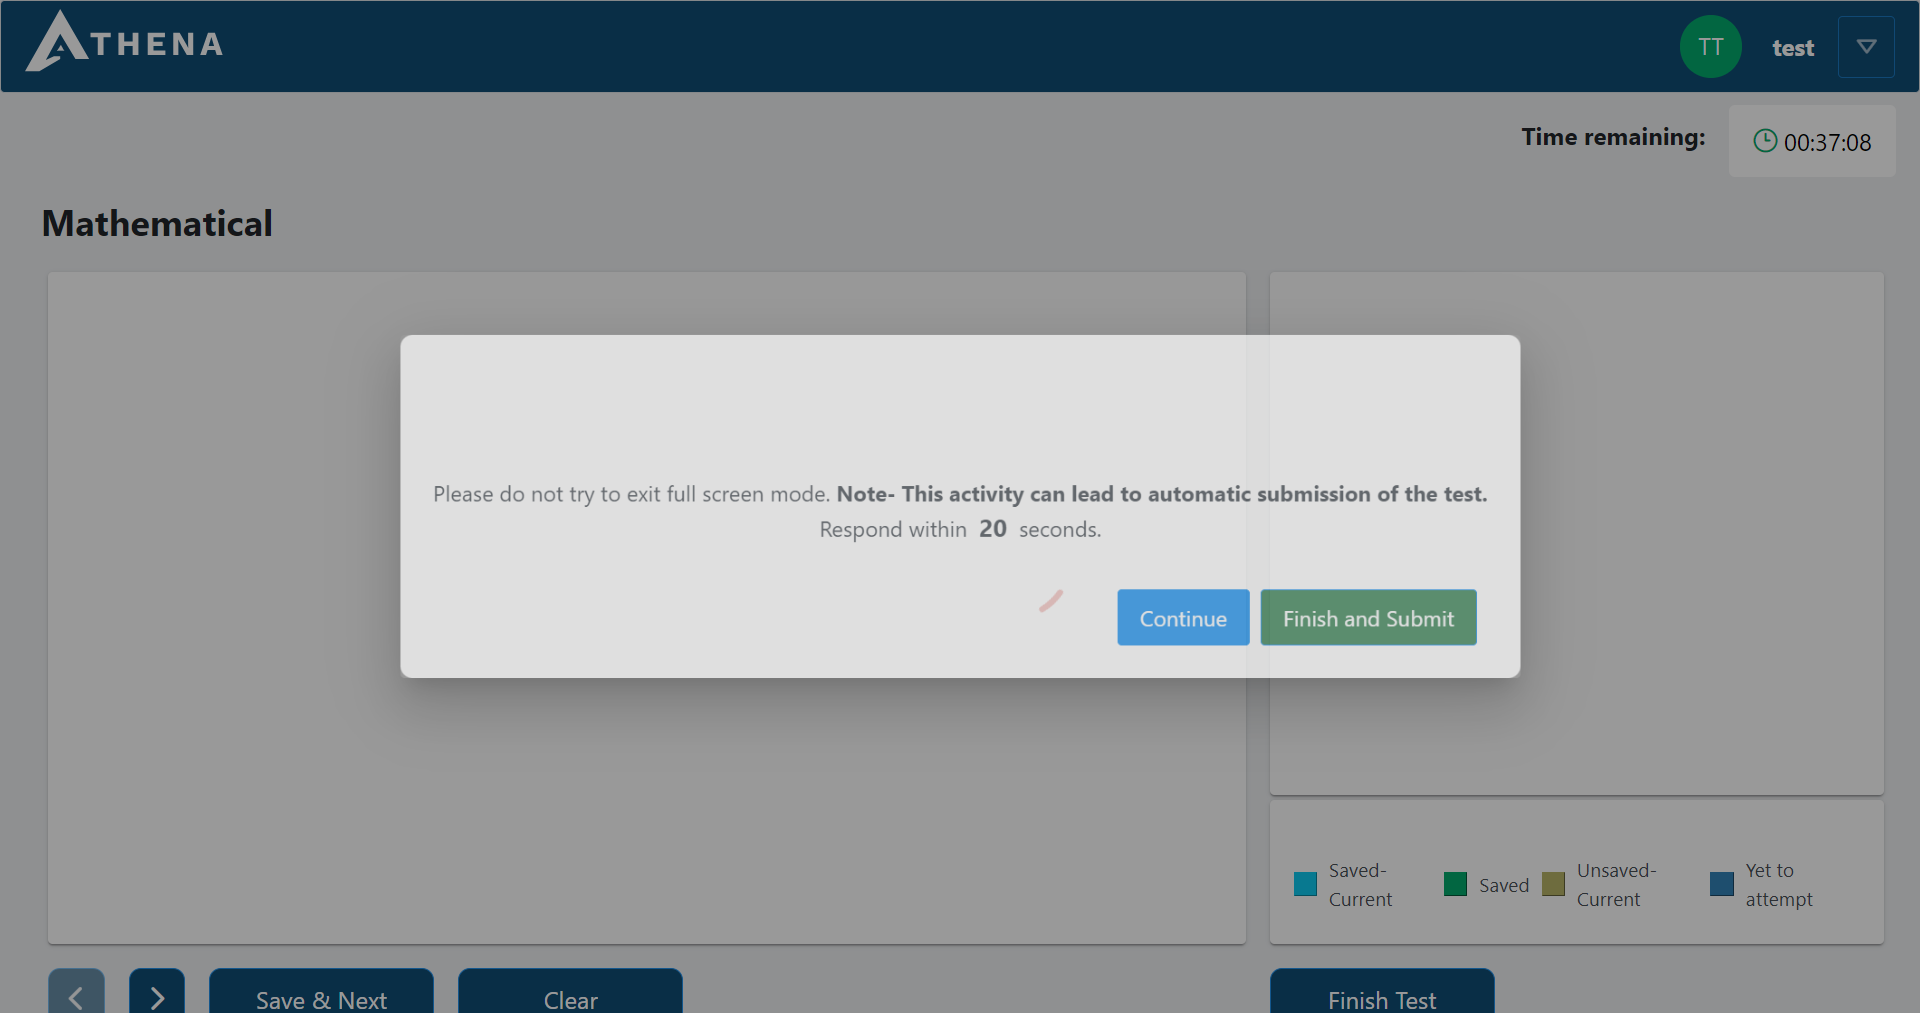 ATHENA
TT
test
Time remaining:
00:37:08
Mathematical
Please do not try to exit full screen mode. Note- This activity can lead to automatic submission of the test.
Respond within 20 seconds.
Continue
Finish and Submit
Saved-
Current
Saved
Unsaved-
Current
Yet to
attempt
Save & Next
Clear
Finish Test